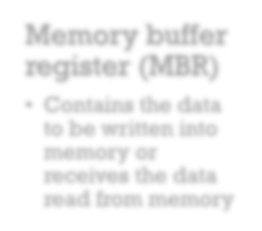 Memory buffer
register (MBR)
• Contains the data
to be written into
memory or
receives the data
read from memory